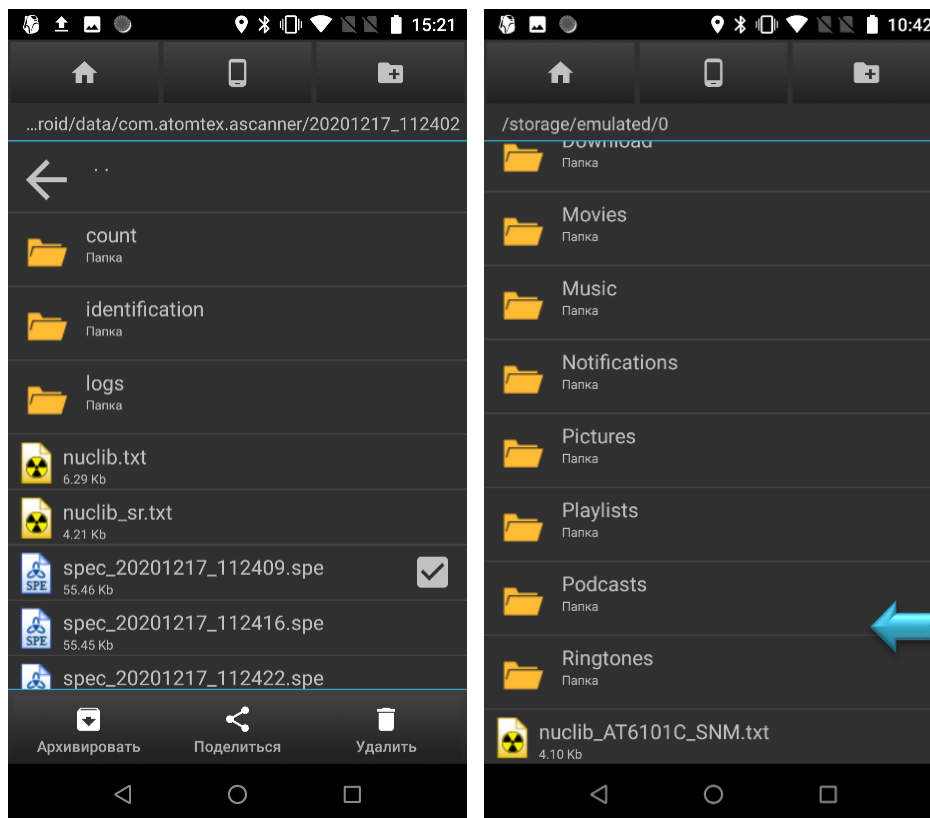 15:21
...roid/data/com.atomtex.ascanner/20201217_112402
. .
count
Папка
identification
Папка
logs
Папка
nuclib.txt
6.29 Kb
nuclib_sr.txt
4.21 Kb
spec_20201217_112409.spe
55.46 Kb
SPE
spec_20201217_112416.spe
55.45 Kb
SPE
spec_20201217_112422.spe
Архивировать
Поделиться
Удалить
10:42
/storage/emulated/0
Download
Папка
Movies
Папка
Music
Папка
Notifications
Папка
Pictures
Папка
Playlists
Папка
Podcasts
Папка
Ringtones
Папка
nuclib_AT6101C_SNM.txt
4.10 Kb